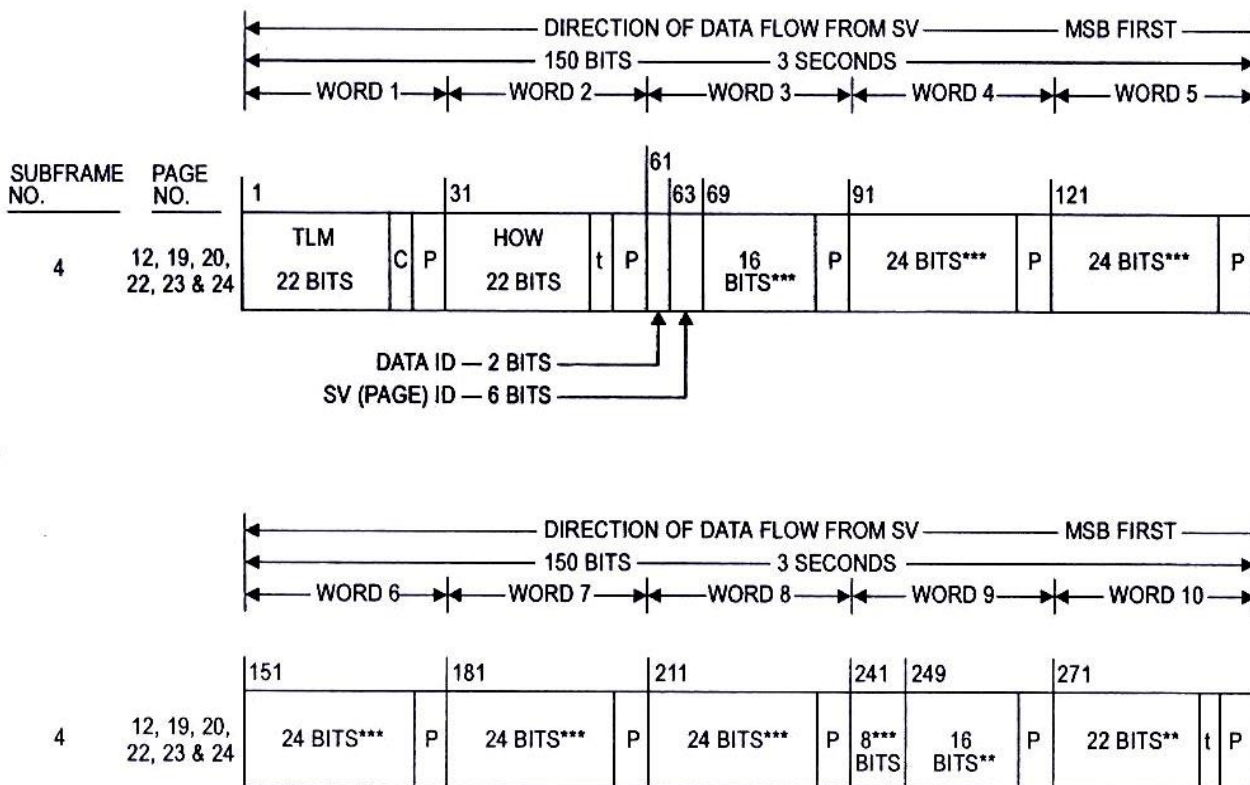 DIRECTION OF DATA FLOW FROM SV MSB FIRST
150 BITS 3 SECONDS
WORD 1 WORD 2 WORD 3 WORD 4 WORD 5
SUBFRAME NO. PAGE NO.
1 31 61 63 69 91 121
4 12, 19, 20, 22, 23 & 24
TLM 22 BITS C P HOW 22 BITS t P 16 BITS*** P 24 BITS*** P 24 BITS*** P
DATA ID — 2 BITS
SV (PAGE) ID — 6 BITS
DIRECTION OF DATA FLOW FROM SV MSB FIRST
150 BITS 3 SECONDS
WORD 6 WORD 7 WORD 8 WORD 9 WORD 10
151 181 211 241 249 271
4 12, 19, 20, 22, 23 & 24
24 BITS*** P 24 BITS*** P 24 BITS*** P 8*** BITS 16 BITS** P 22 BITS** t P